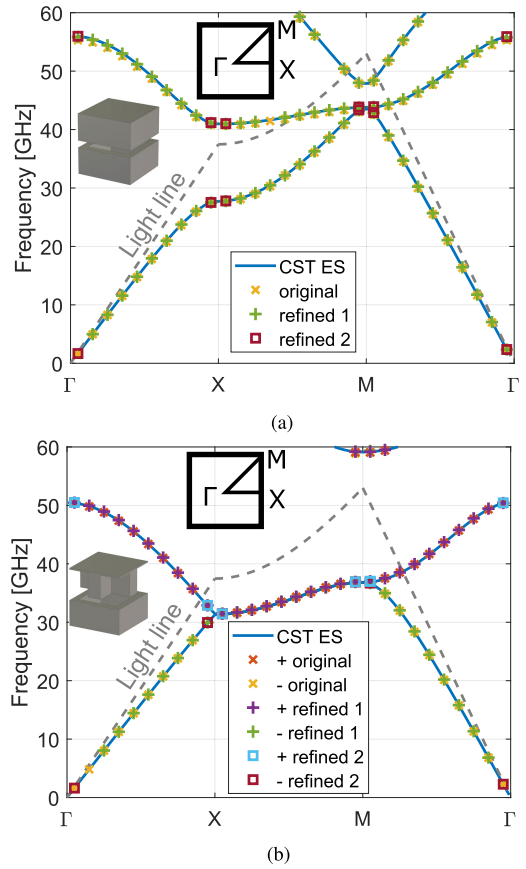 60
50
40
30
20
10
0
Frequency [GHz]
M
Γ
X
Light line
CST ES
original
refined 1
refined 2
Γ
X
M
Γ
(a)
60
50
40
30
20
10
0
Frequency [GHz]
M
Γ
X
Light line
CST ES
+ original
- original
+ refined 1
- refined 1
+ refined 2
- refined 2
Γ
X
M
Γ
(b)